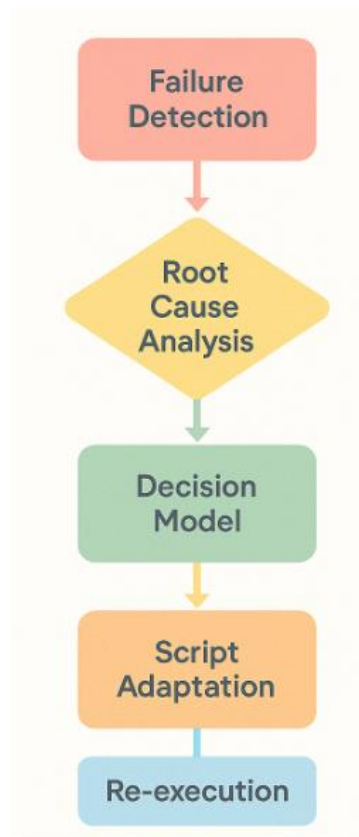 Failure
Detection
Root
Cause
Analysis
Decision
Model
Script
Adaptation
Re-execution